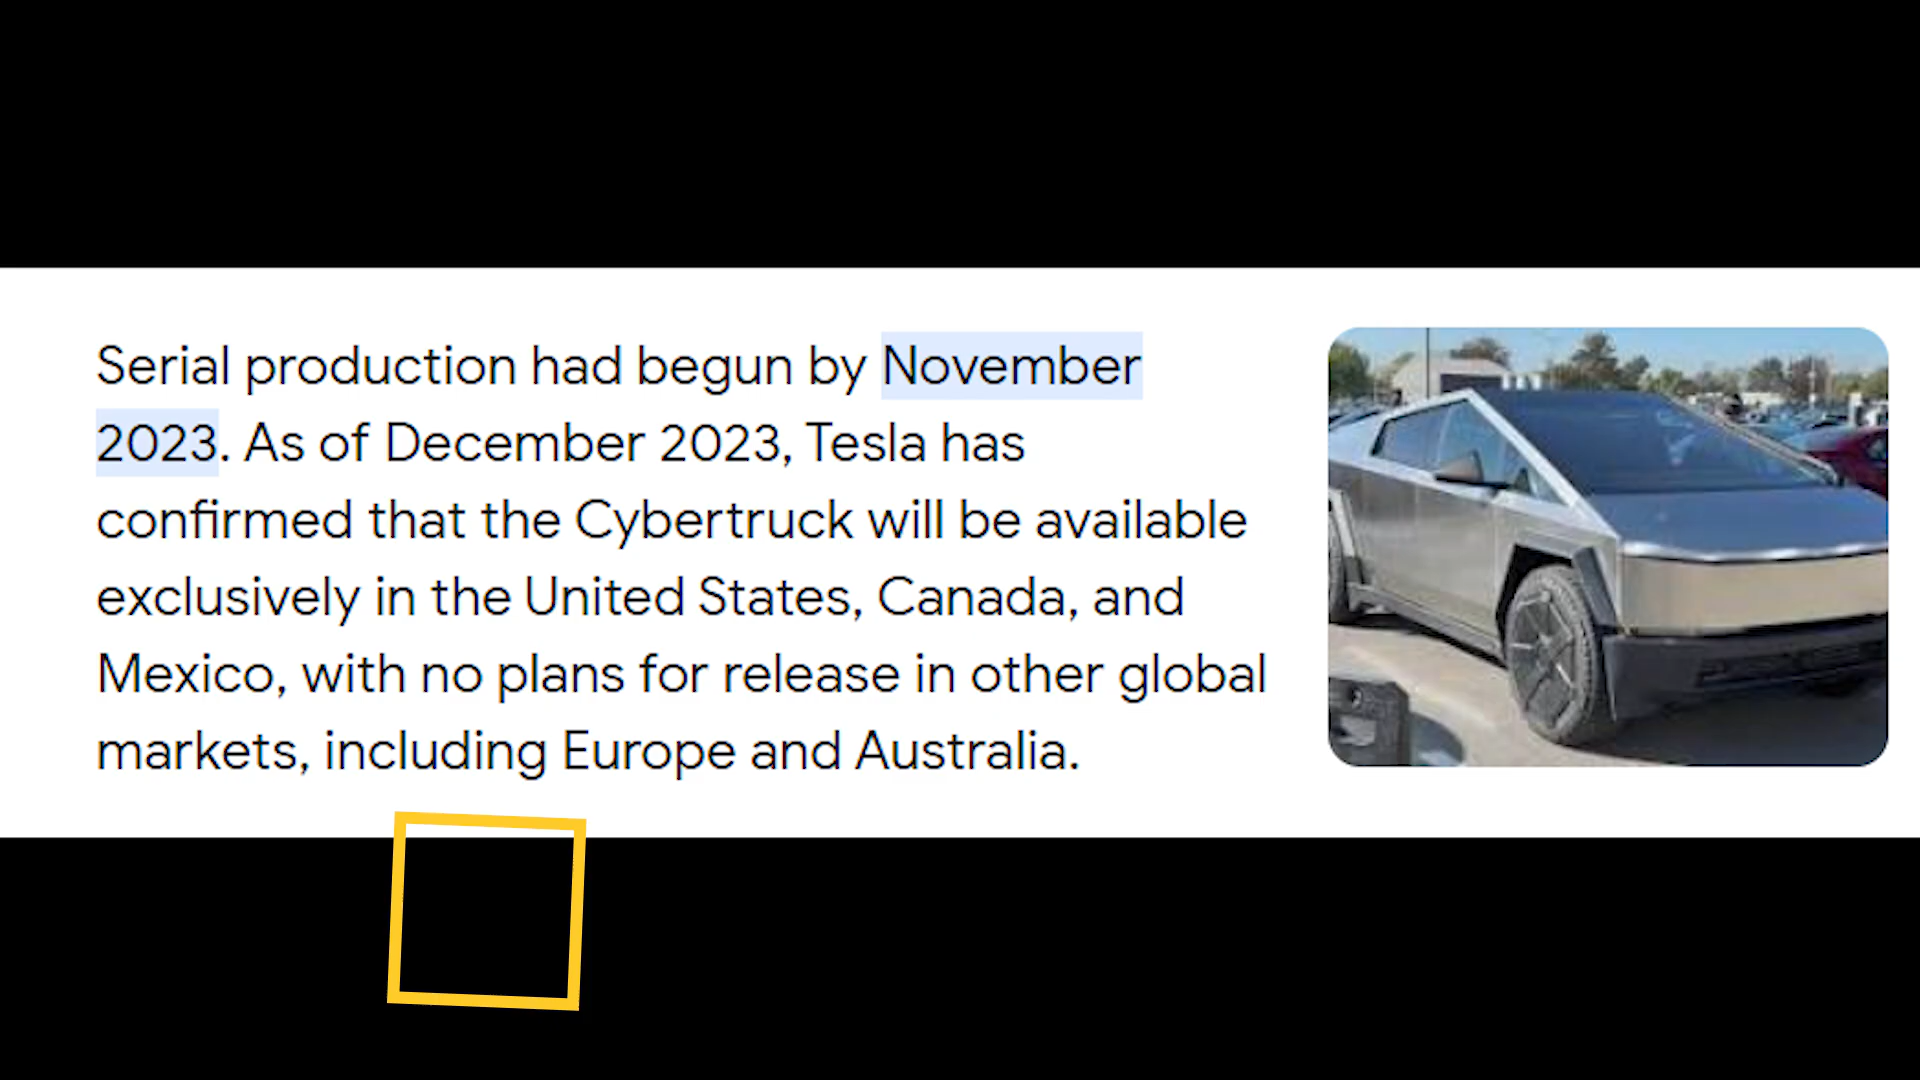 Serial production had begun by November
2023. As of December 2023, Tesla has
confirmed that the Cybertruck will be available
exclusively in the United States, Canada, and
Mexico, with no plans for release in other global
markets, including Europe and Australia.